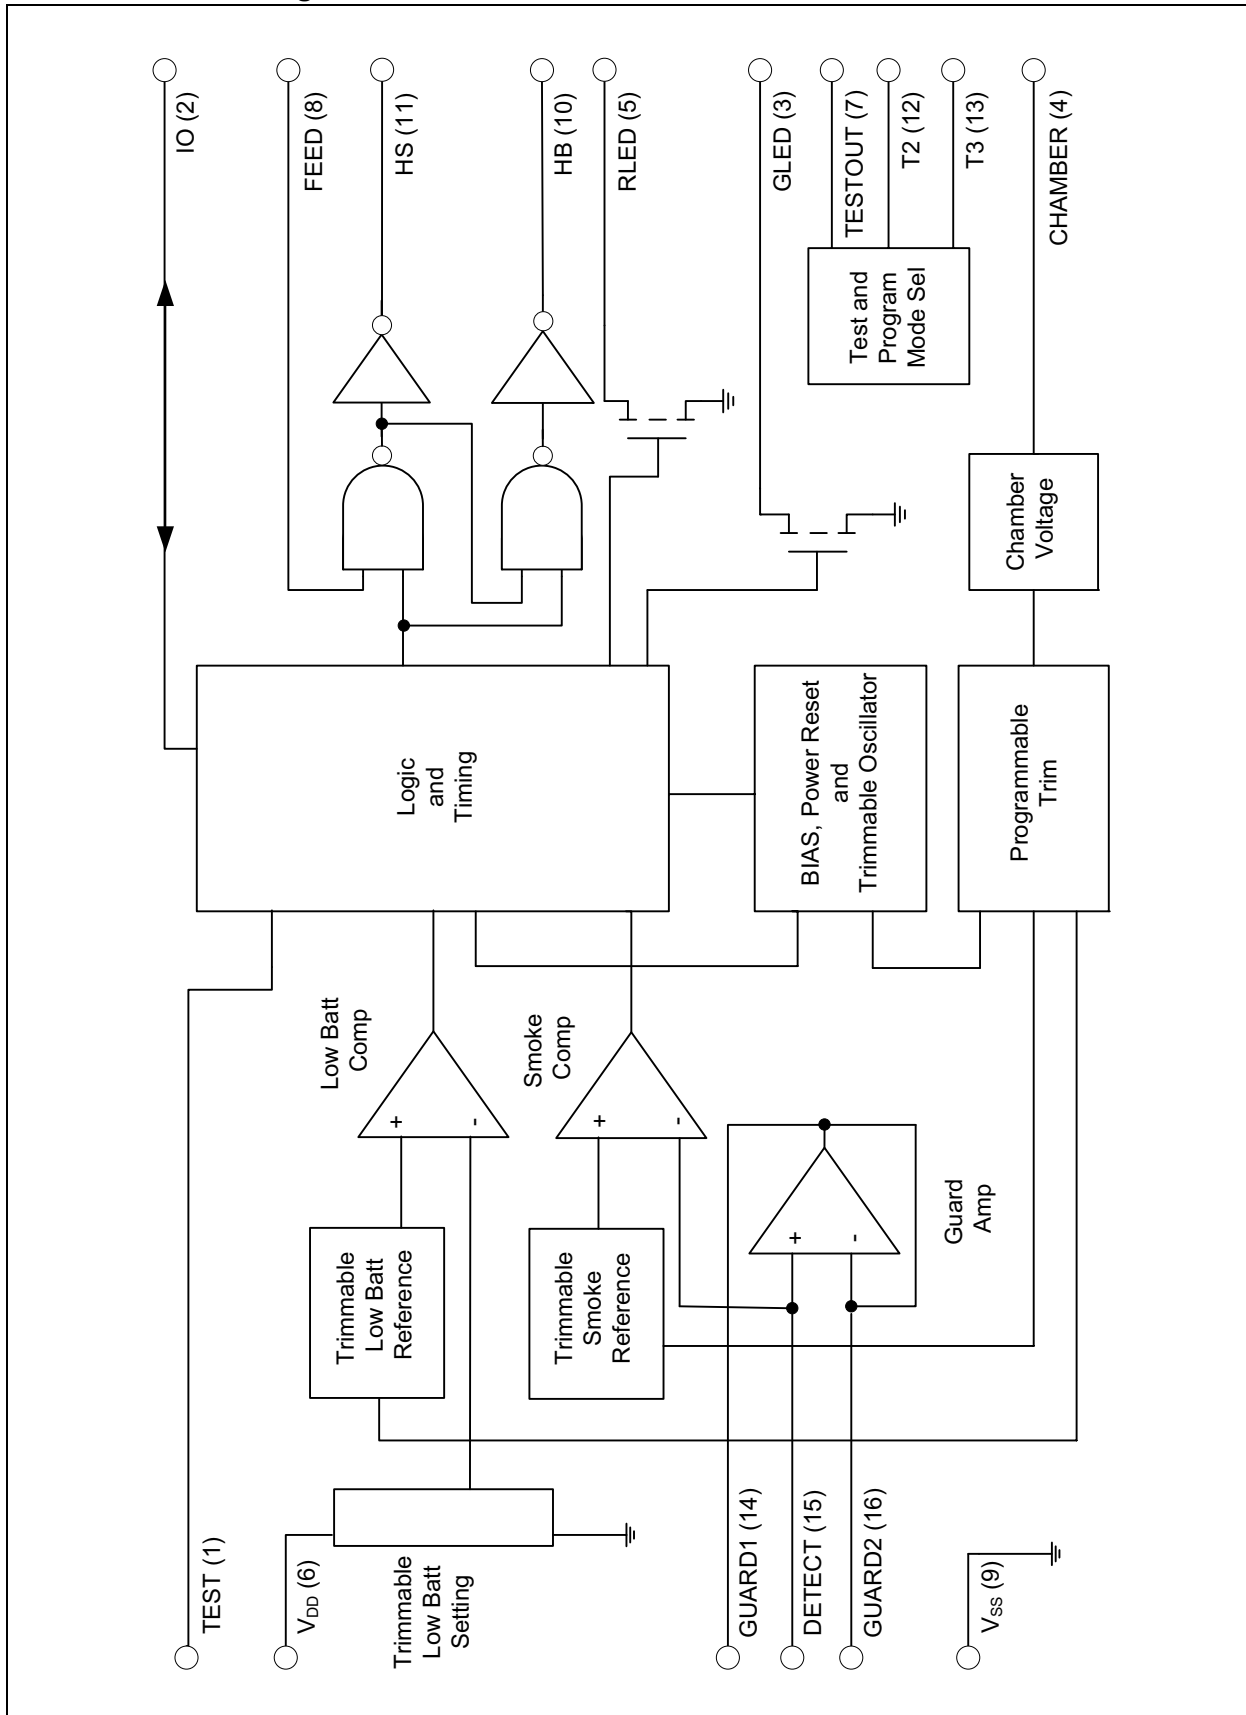 g
TEST (1)
V_DD (6)
Trimmable
Low Batt
Setting
GUARD1 (14)
DETECT (15)
GUARD2 (16)
V_SS (9)
Trimmable
Low Batt
Reference
Trimmable
Smoke
Reference
+
-
Low Batt
Comp
+
-
Smoke
Comp
+
-
Guard
Amp
Logic
and
Timing
BIAS, Power Reset
and
Trimmable Oscillator
Programmable
Trim
Chamber
Voltage
Test and
Program
Mode Sel
IO (2)
FEED (8)
HS (11)
HB (10)
RLED (5)
GLED (3)
TESTOUT (7)
T2 (12)
T3 (13)
CHAMBER (4)